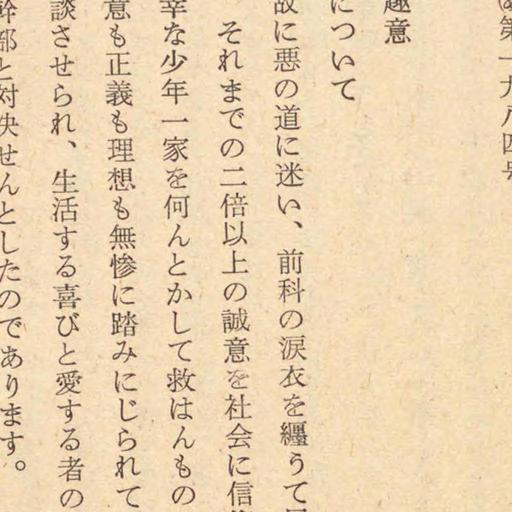 第一九八四号
趣意
について
故に悪の道に迷い、前科の涙衣を纒うて
それまでの二倍以上の誠意を社会に信
幸な少年一家を何んとかして救はんもの
意も正義も理想も無惨に踏みにじられて
談させられ、生活する喜びと愛する者の
幹部と対決せんとしたのであります。